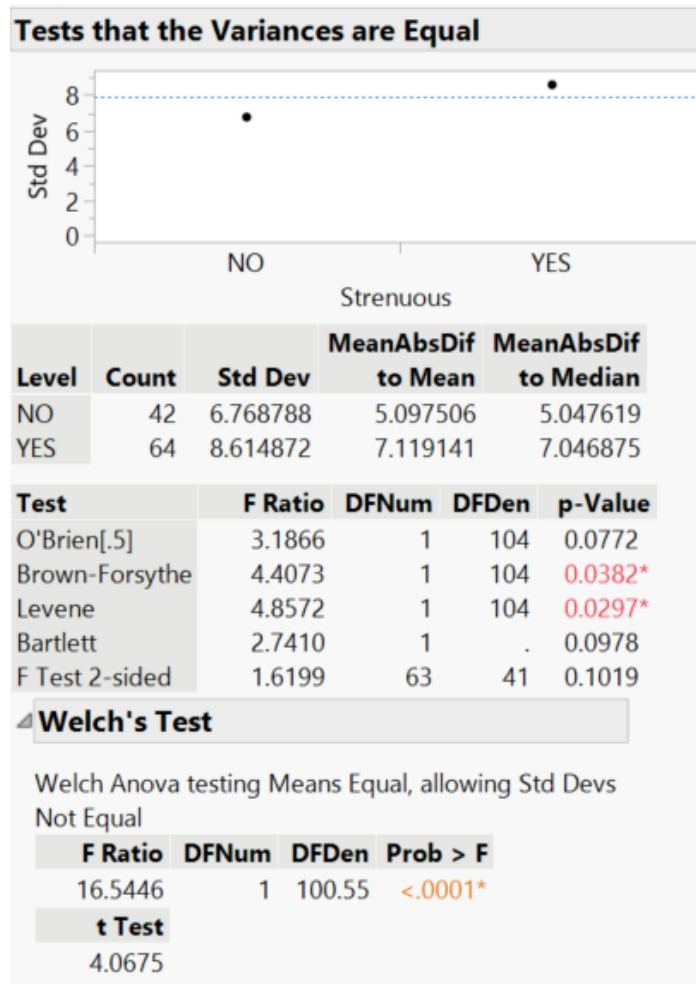 Tests that the Variances are Equal
8
6
4
2
0
Std Dev
NO YES
Strenuous
MeanAbsDif MeanAbsDif
Level Count Std Dev to Mean to Median
NO 42 6.768788 5.097506 5.047619
YES 64 8.614872 7.119141 7.046875
Test F Ratio DFNum DFDen p-Value
O'Brien[.5] 3.1866 1 104 0.0772
Brown-Forsythe 4.4073 1 104 0.0382*
Levene 4.8572 1 104 0.0297*
Bartlett 2.7410 1 . 0.0978
F Test 2-sided 1.6199 63 41 0.1019
Welch's Test
Welch Anova testing Means Equal, allowing Std Devs
Not Equal
F Ratio DFNum DFDen Prob > F
16.5446 1 100.55 <.0001*
t Test
4.0675